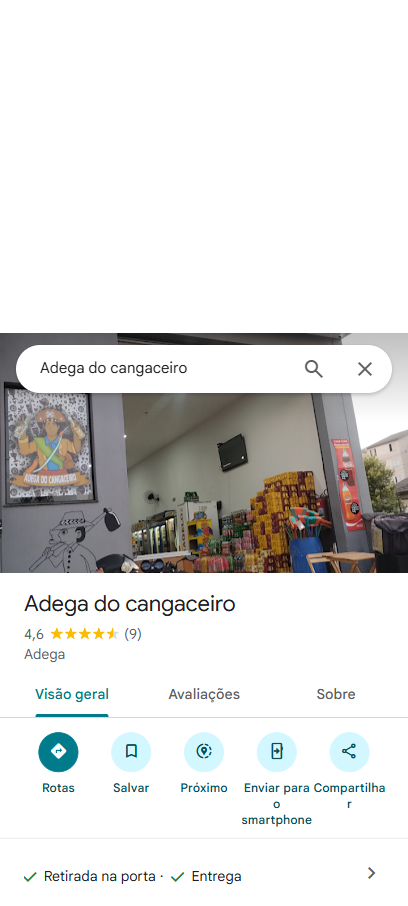 Adega do cangaceiro
ADEGA DO CANGACEIRO
Adega do cangaceiro
4,6 (9)
Adega
Visão geral
Avaliações
Sobre
Rotas
Salvar
Próximo
Enviar para
o
smartphone
Compartilha
r
Retirada na porta · Entrega